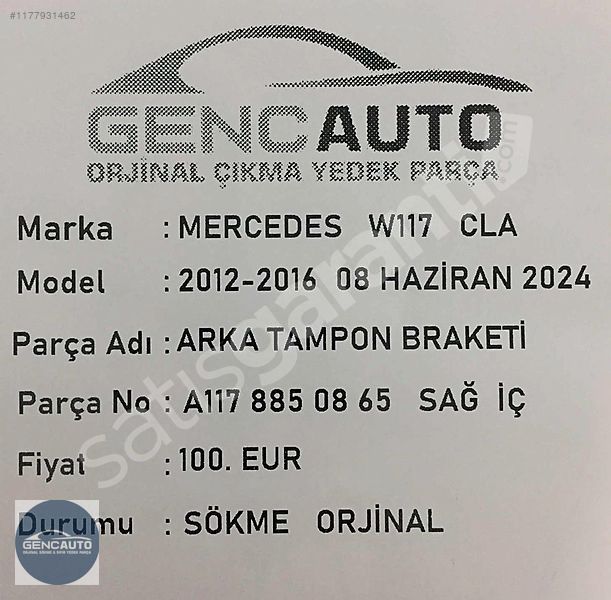 #1177931462
GENCAUTO
ORJİNAL ÇIKMA YEDEK PARÇA
Marka : MERCEDES W117 CLA
Model : 2012-2016 08 HAZİRAN 2024
Parça Adı : ARKA TAMPON BRAKETİ
Parça No : A117 885 08 65 SAĞ İÇ
Fiyat : 100. EUR
Durumu : SÖKME ORJİNAL
satisgaranti.com
GENCAUTO